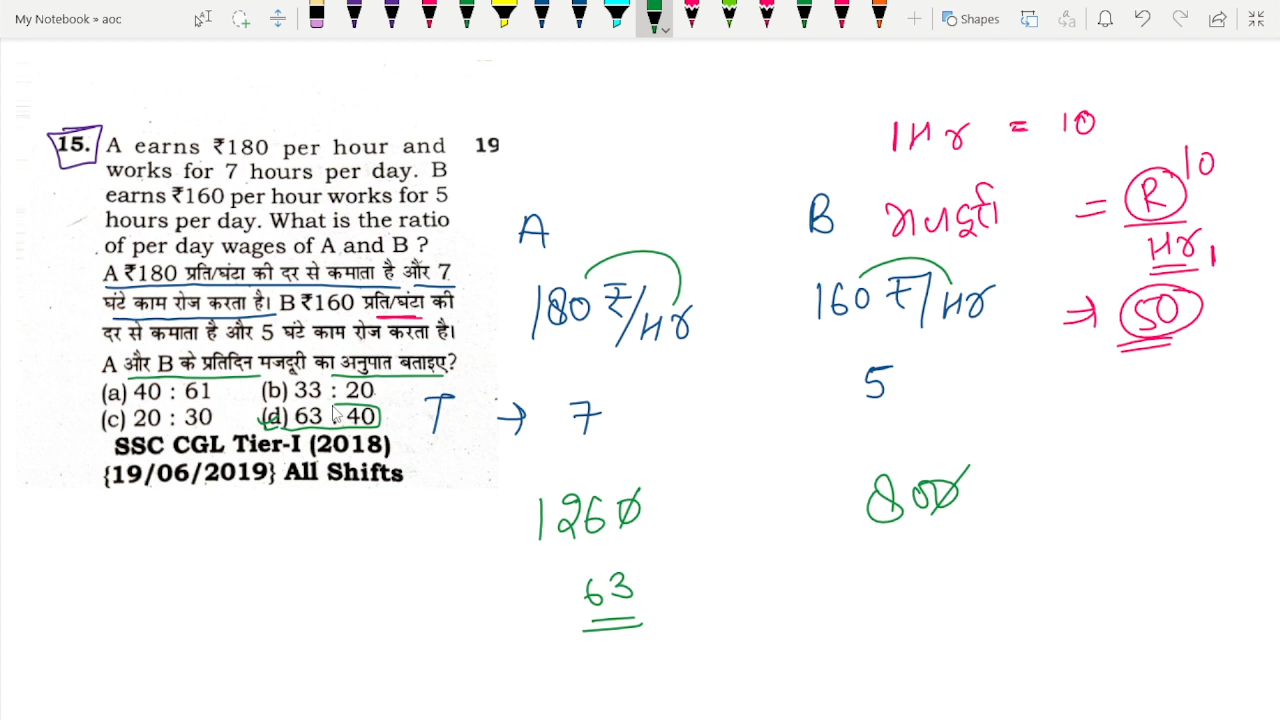 My Notebook » aoc
Shapes
15. A earns ₹180 per hour and
works for 7 hours per day. B
earns ₹160 per hour works for 5
hours per day. What is the ratio
of per day wages of A and B ?
A ₹180 प्रति/घंटा की दर से कमाता है और 7
घंटे काम रोज करता है। B ₹160 प्रति/घंटा की
दर से कमाता है और 5 घंटे काम रोज करता है।
A और B के प्रतिदिन मजदूरी का अनुपात बताइए?
(a) 40 : 61 (b) 33 : 20
(c) 20 : 30 (d) 63 : 40
SSC CGL Tier-I (2018)
{19/06/2019} All Shifts
19
A
B
180 ₹/Hr
160 ₹/Hr
T → 7
5
1260
800
63
1Hr = 10
= R 10
Hr 1
⇒ 50